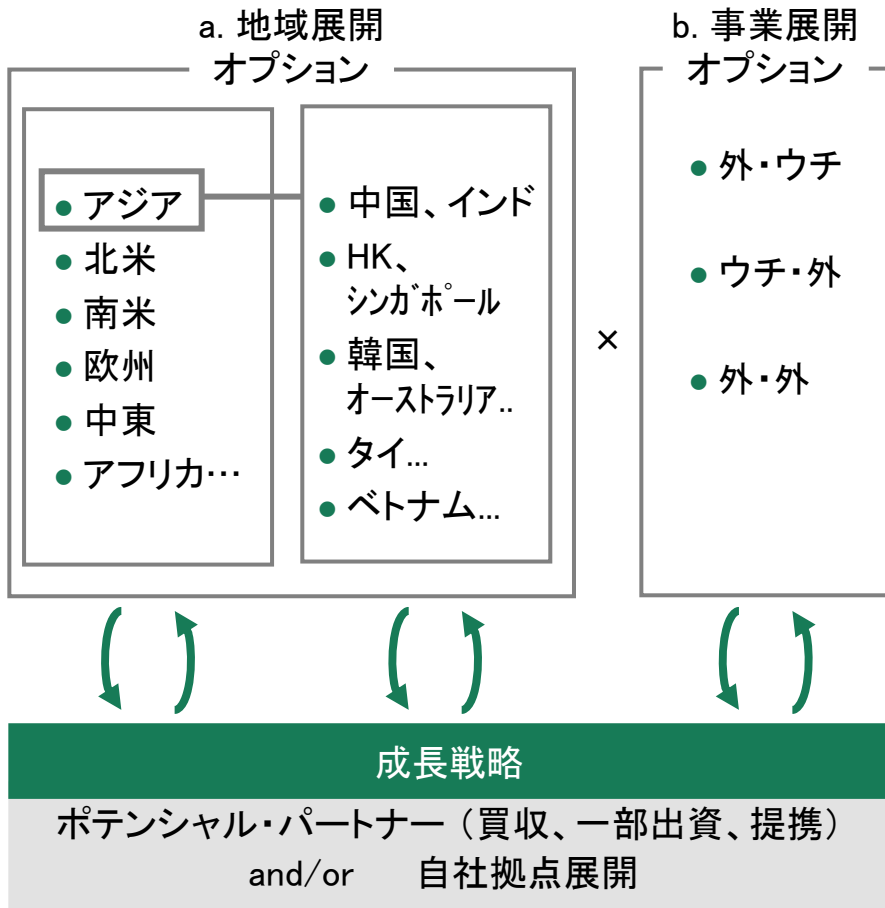 a. 地域展開
オプション
● アジア
● 北米
● 南米
● 欧州
● 中東
● アフリカ…
● 中国、インド
● HK、
ｼﾝｶﾞﾎﾟｰﾙ
● 韓国、
ｵｰｽﾄﾗﾘｱ..
● タイ...
● ベトナム...
×
b. 事業展開
オプション
● 外・ウチ
● ウチ・外
● 外・外
成長戦略
ポテンシャル・パートナー（買収、一部出資、提携）
and/or 自社拠点展開